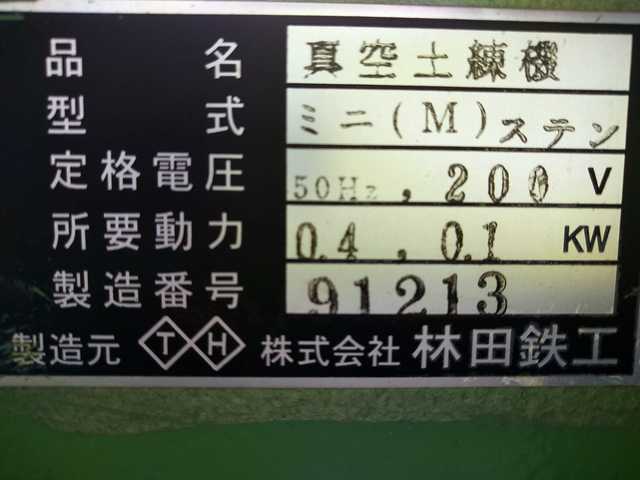 品名 真空土練機
型式 ミニ(M)ステン
定格電圧 50Hz, 200 V
所要動力 0.4, 0.1 KW
製造番号 91213
製造元 TH 株式会社 林田鉄工